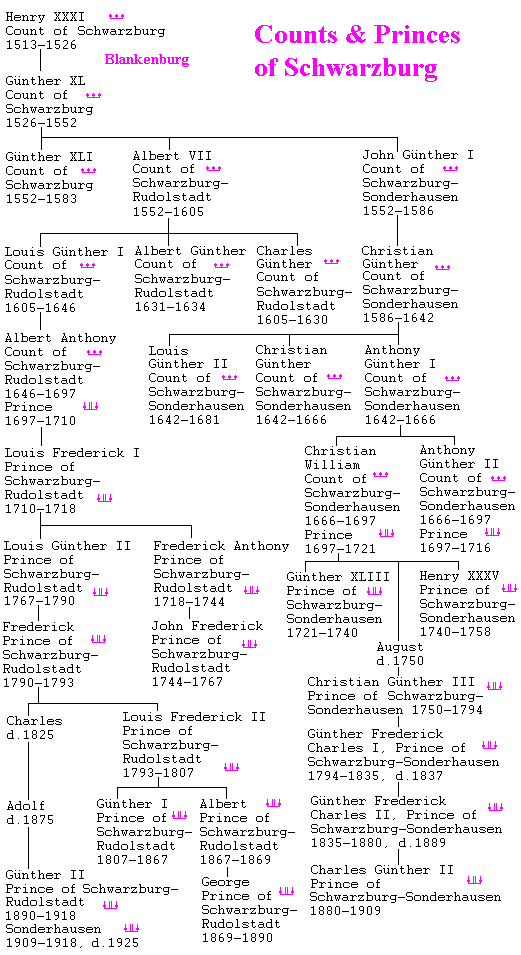 Henry XXXI
Count of Schwarzburg
1513–1526
Counts & Princes
of Schwarzburg
Blankenburg
Günther XL
Count of
Schwarzburg
1526–1552
Günther XLI
Count of
Schwarzburg
1552–1583
Albert VII
Count of
Schwarzburg–
Rudolstadt
1552–1605
John Günther I
Count of
Schwarzburg–
Sonderhausen
1552–1586
Louis Günther I
Count of
Schwarzburg–
Rudolstadt
1605–1646
Albert Günther
Count of
Schwarzburg–
Rudolstadt
1631–1634
Charles
Günther
Count of
Schwarzburg–
Rudolstadt
1605–1630
Christian
Günther
Count of
Schwarzburg–
Sonderhausen
1586–1642
Albert Anthony
Count of
Schwarzburg–
Rudolstadt
1646–1697
Prince
1697–1710
Louis
Günther II
Count of
Schwarzburg–
Sonderhausen
1642–1681
Christian
Günther
Count of
Schwarzburg–
Sonderhausen
1642–1666
Anthony
Günther I
Count of
Schwarzburg–
Sonderhausen
1642–1666
Louis Frederick I
Prince of
Schwarzburg–
Rudolstadt
1710–1718
Christian
William
Count of
Schwarzburg–
Sonderhausen
1666–1697
Prince
1697–1721
Anthony
Günther II
Count of
Schwarzburg–
Sonderhausen
1666–1697
Prince
1697–1716
Louis Günther II
Prince of
Schwarzburg–
Rudolstadt
1767–1790
Frederick Anthony
Prince of
Schwarzburg–
Rudolstadt
1718–1744
Günther XLIII
Prince of
Schwarzburg–
Sonderhausen
1721–1740
Henry XXXV
Prince of
Schwarzburg–
Sonderhausen
1740–1758
Frederick
Prince of
Schwarzburg–
Rudolstadt
1790–1793
John Frederick
Prince of
Schwarzburg–
Rudolstadt
1744–1767
August
d.1750
Christian Günther III
Prince of Schwarzburg–
Sonderhausen 1750–1794
Charles
d.1825
Louis Frederick II
Prince of
Schwarzburg–
Rudolstadt
1793–1807
Günther Frederick
Charles I, Prince of
Schwarzburg–Sonderhausen
1794–1835, d.1837
Adolf
d.1875
Günther I
Prince of
Schwarzburg–
Rudolstadt
1807–1867
Albert
Prince of
Schwarzburg–
Rudolstadt
1867–1869
Günther Frederick
Charles II, Prince of
Schwarzburg–Sonderhausen
1835–1880, d.1889
Günther II
Prince of Schwarzburg–
Rudolstadt
1890–1918
Sonderhausen
1909–1918, d.1925
George
Prince of
Schwarzburg–
Rudolstadt
1869–1890
Charles Günther II
Prince of
Schwarzburg–Sonderhausen
1880–1909